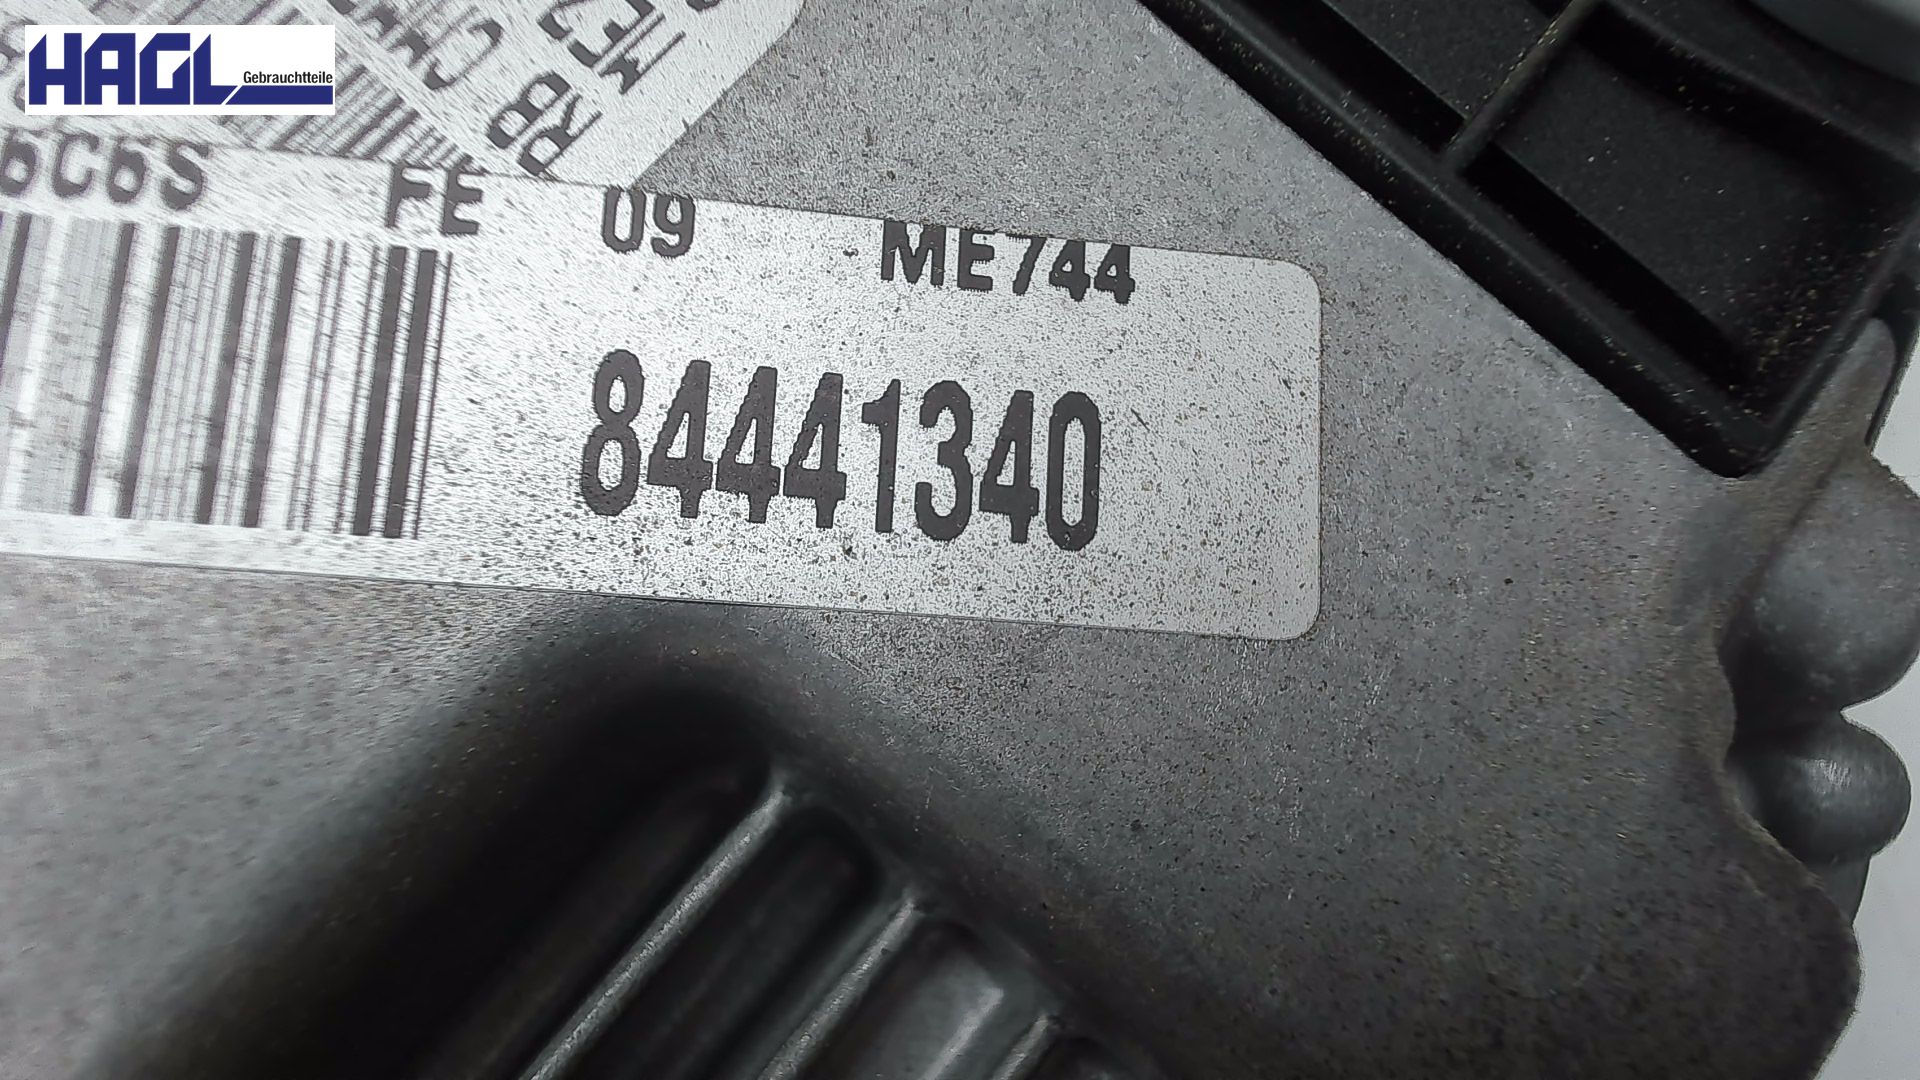 HAGL
Gebrauchtteile
RB
6C6S FE 09 ME744
84441340